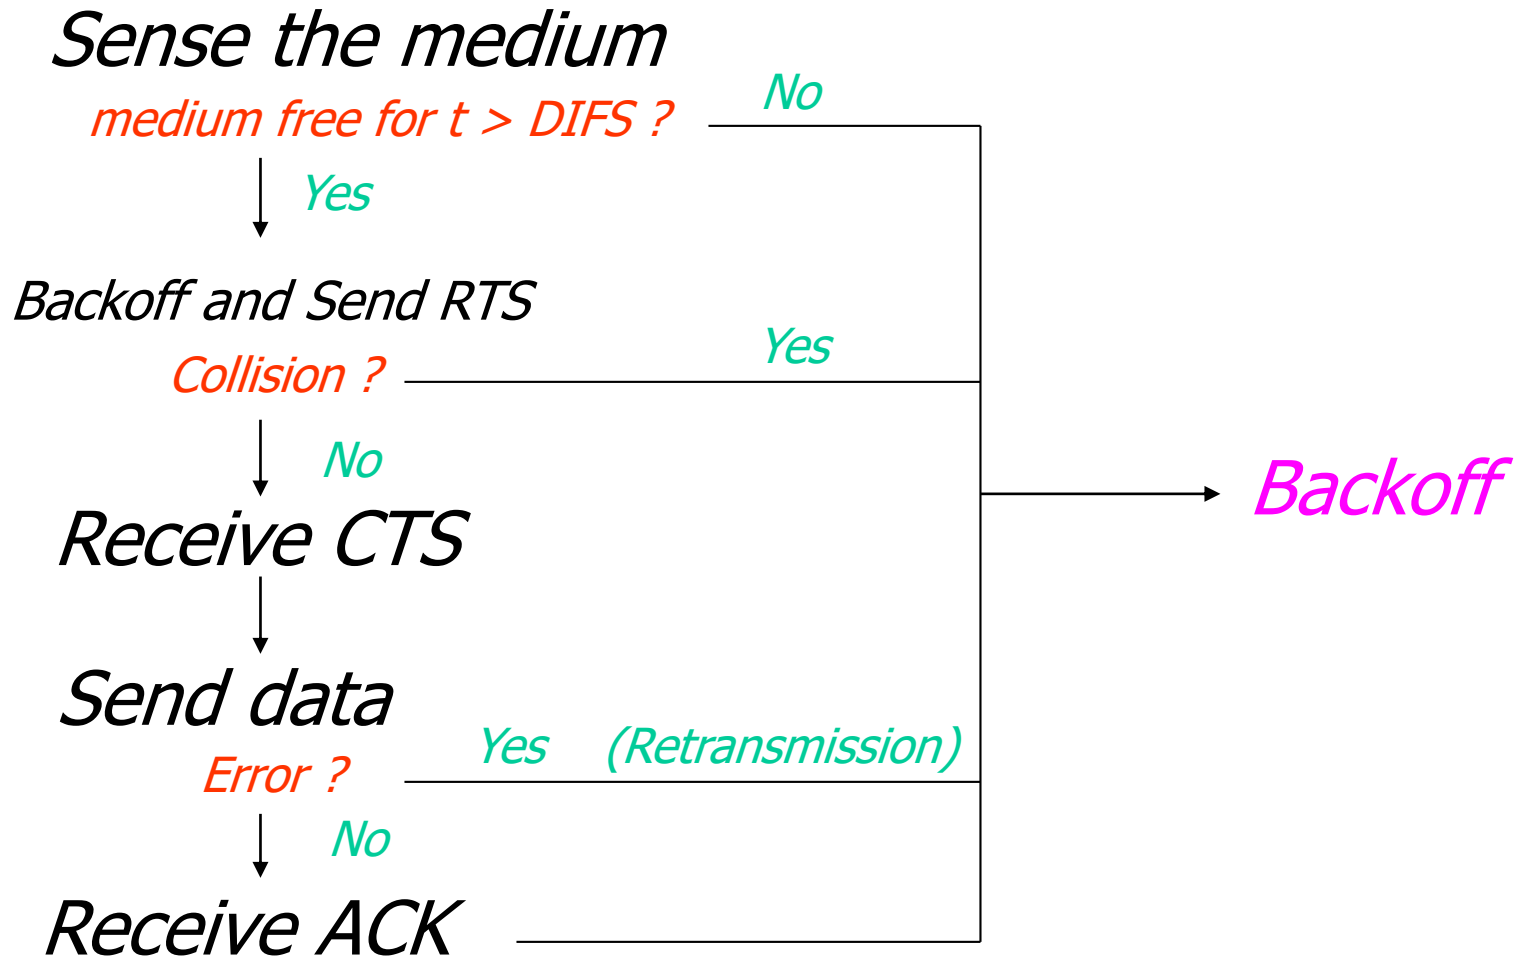 Sense the medium
No
medium free for t > DIFS ?
Yes
Backoff and Send RTS
Yes
Collision ?
No
Backoff
Receive CTS
Send data
Yes (Retransmission)
Error ?
No
Receive ACK